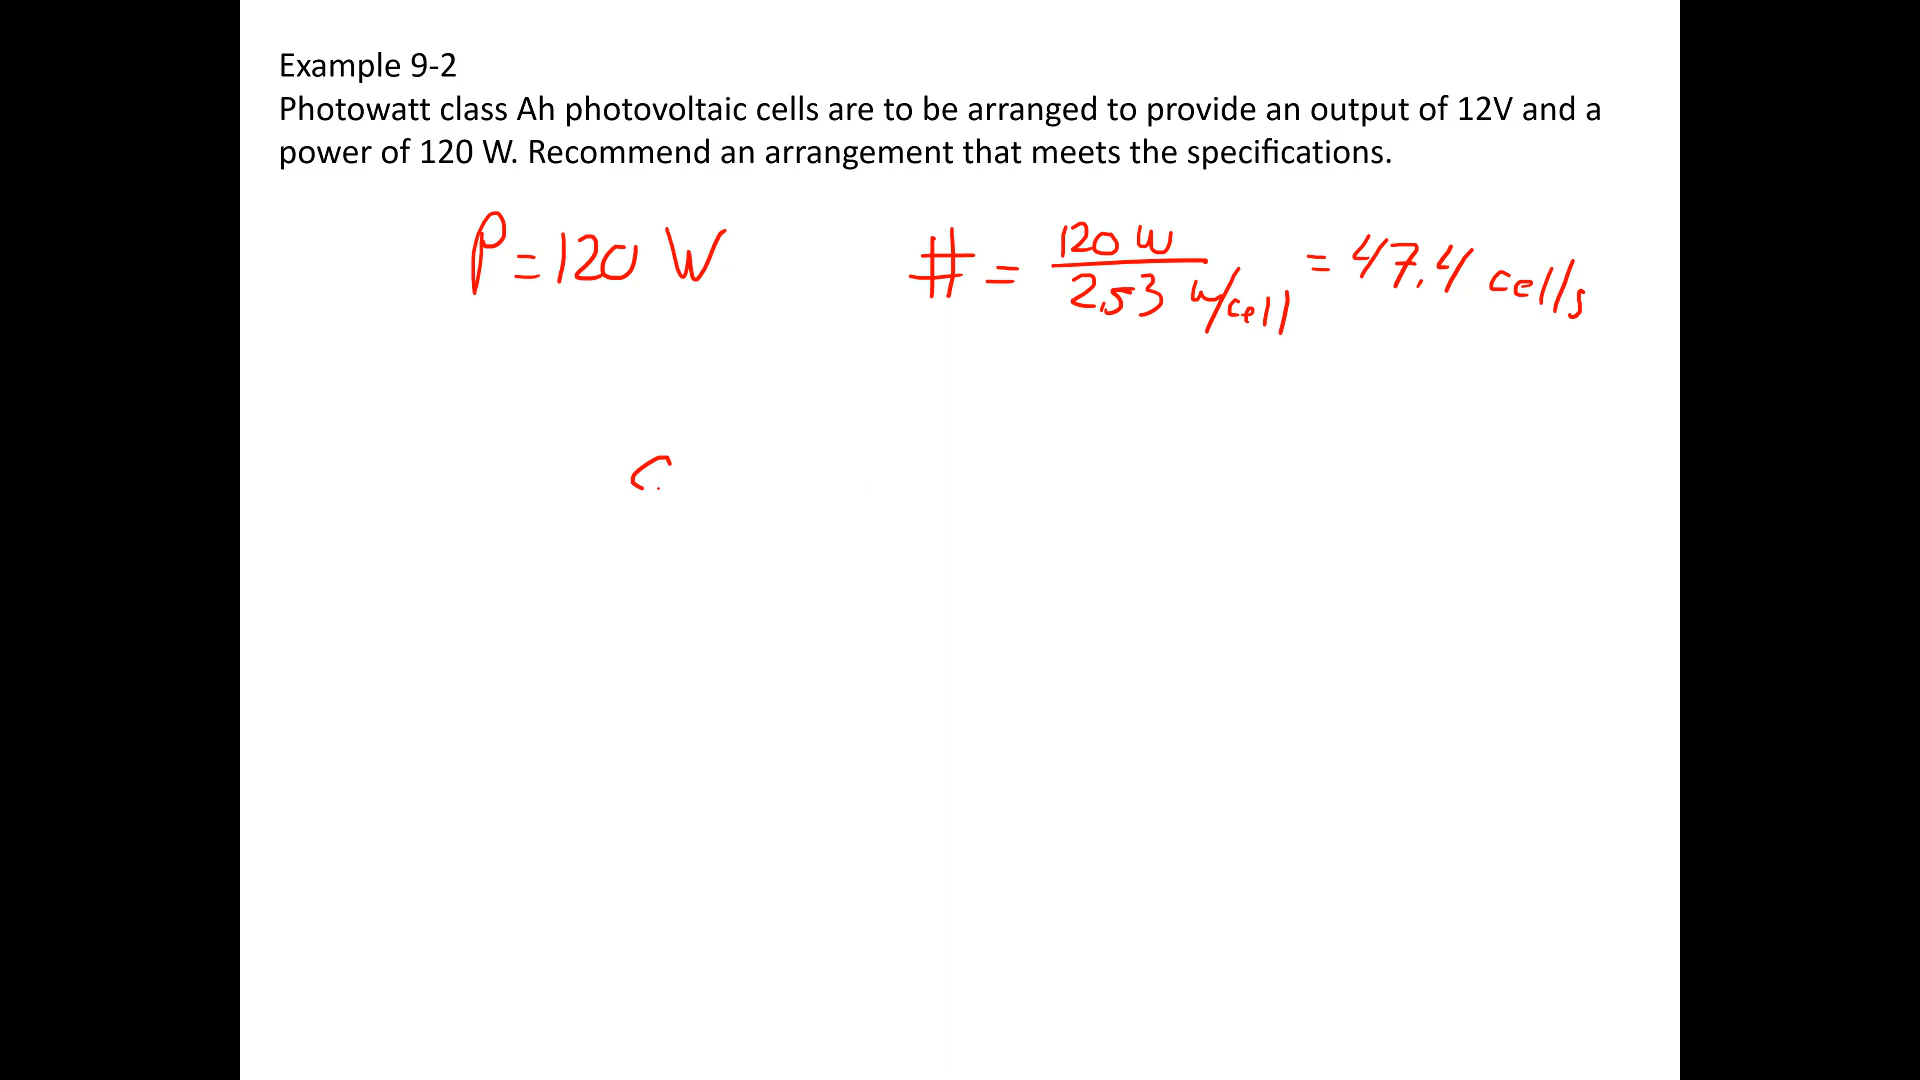 Example 9-2
Photowatt class Ah photovoltaic cells are to be arranged to provide an output of 12V and a
power of 120 W. Recommend an arrangement that meets the specifications.
P = 120 W # = 120 W / 2.53 W/cell = 47.4 cells